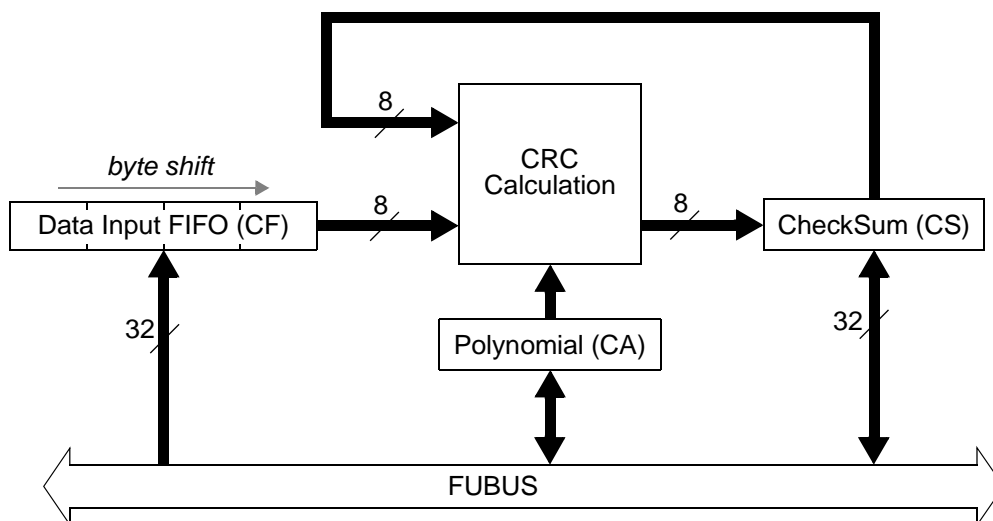 8
CRC
Calculation
byte shift
8
8
Data Input FIFO (CF)
CheckSum (CS)
32
32
Polynomial (CA)
FUBUS